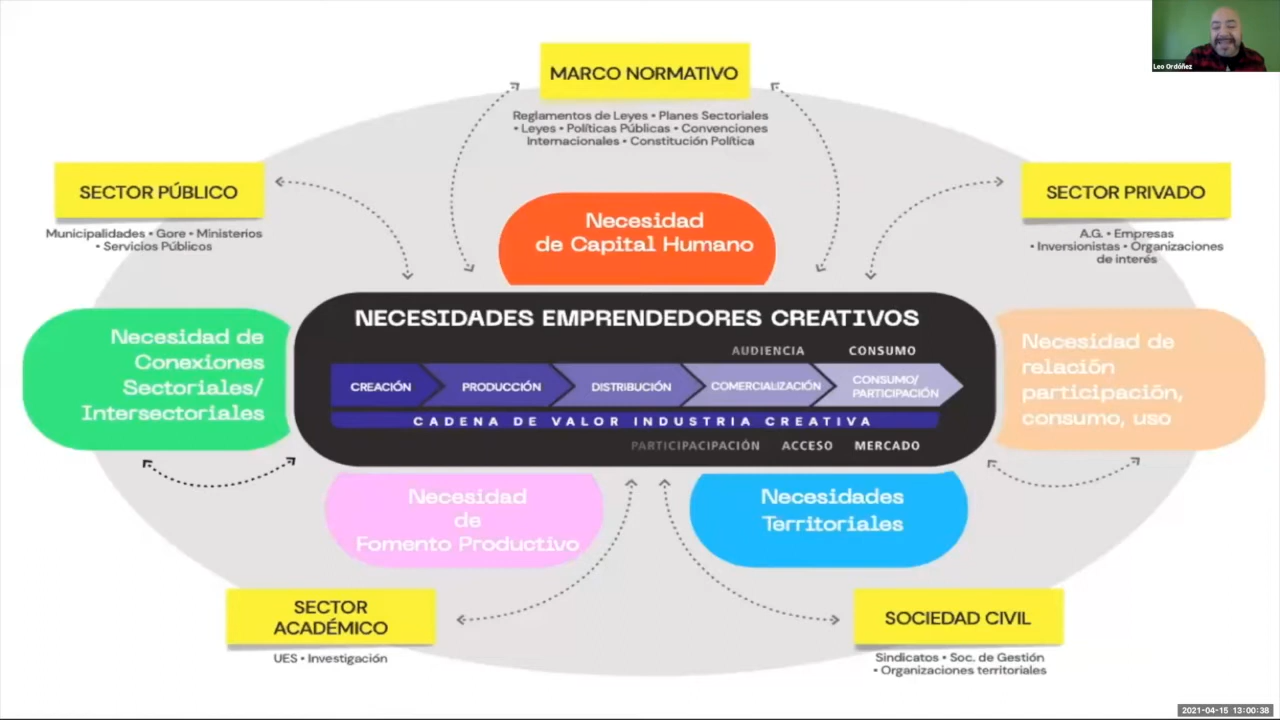 Leo Ordóñez
MARCO NORMATIVO
Reglamentos de Leyes • Planes Sectoriales
• Leyes • Políticas Públicas • Convenciones
Internacionales • Constitución Política
SECTOR PÚBLICO
Municipalidades • Gore • Ministerios
• Servicios Públicos
SECTOR PRIVADO
A.G. • Empresas
• Inversionistas • Organizaciones
de interés
Necesidad
de Capital Humano
Necesidad de
Conexiones
Sectoriales/
Intersectoriales
NECESIDADES EMPRENDEDORES CREATIVOS
AUDIENCIA CONSUMO
CREACIÓN PRODUCCIÓN DISTRIBUCIÓN COMERCIALIZACIÓN CONSUMO/
PARTICIPACIÓN
CADENA DE VALOR INDUSTRIA CREATIVA
PARTICIPACIPACIÓN ACCESO MERCADO
Necesidad de
relación
participación,
consumo, uso
Necesidad
de
Fomento Productivo
Necesidades
Territoriales
SECTOR
ACADÉMICO
UES • Investigación
SOCIEDAD CIVIL
Sindicatos • Soc. de Gestión
• Organizaciones territoriales
2021-04-15 13:00:38